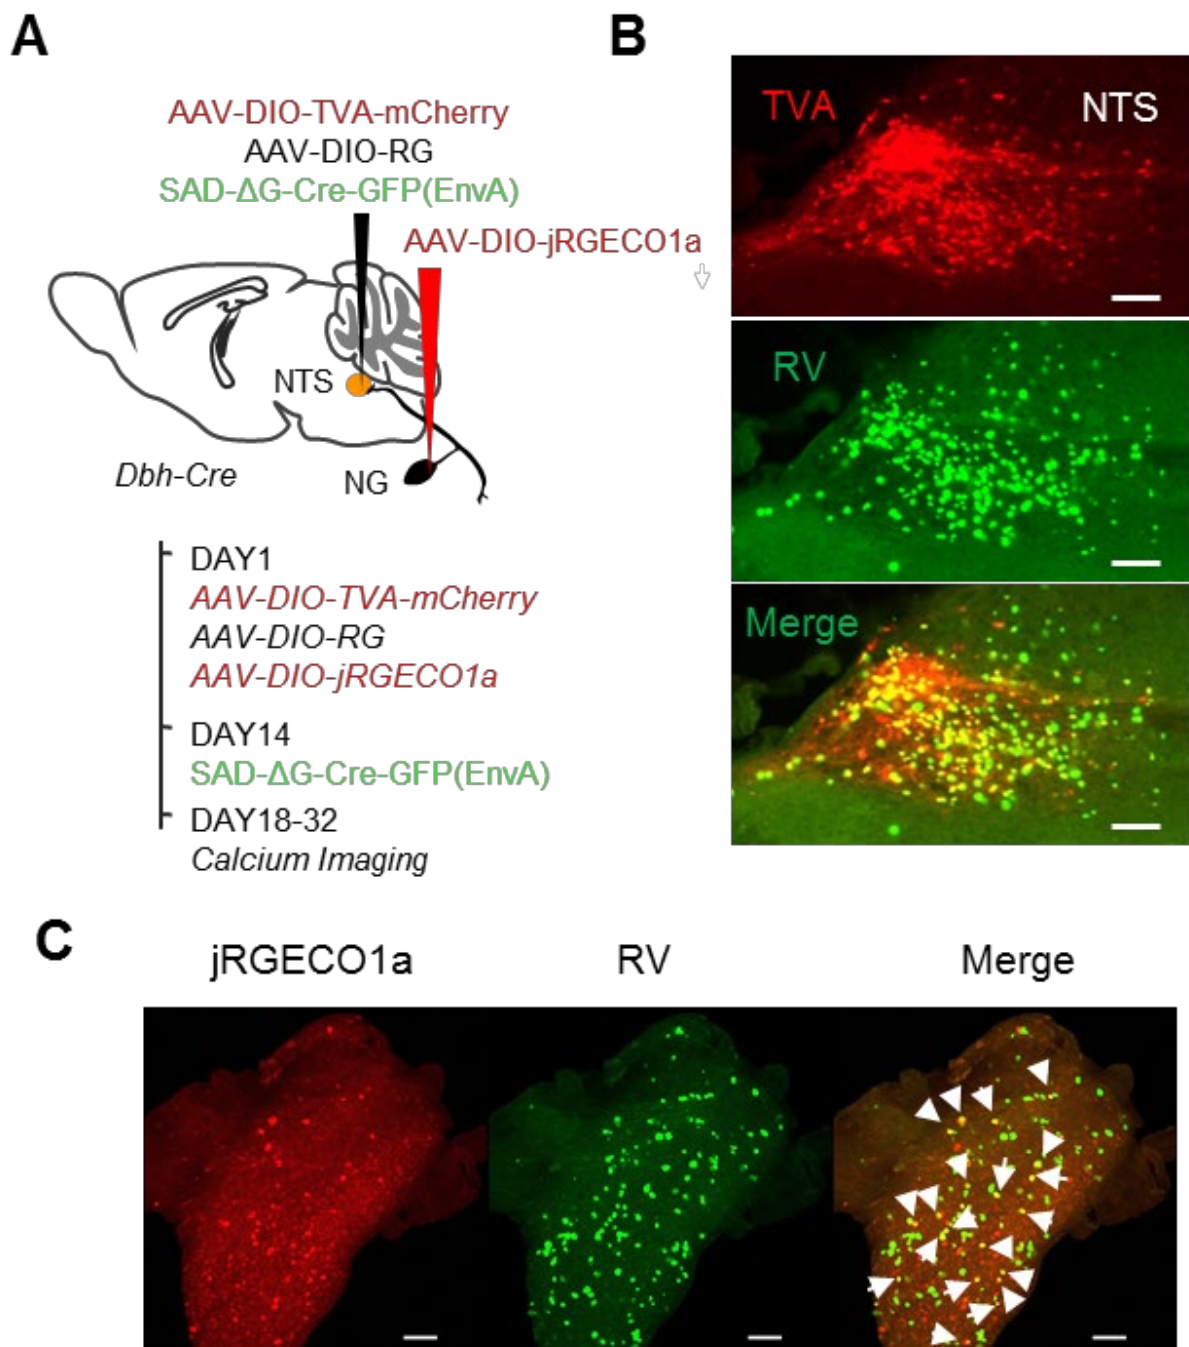 A
AAV-DIO-TVA-mCherry
AAV-DIO-RG
SAD-ΔG-Cre-GFP(EnvA)
AAV-DIO-jRGECO1a
NTS
Dbh-Cre
NG
DAY1
AAV-DIO-TVA-mCherry
AAV-DIO-RG
AAV-DIO-jRGECO1a
DAY14
SAD-ΔG-Cre-GFP(EnvA)
DAY18-32
Calcium Imaging
B
TVA
NTS
RV
Merge
C
jRGECO1a
RV
Merge